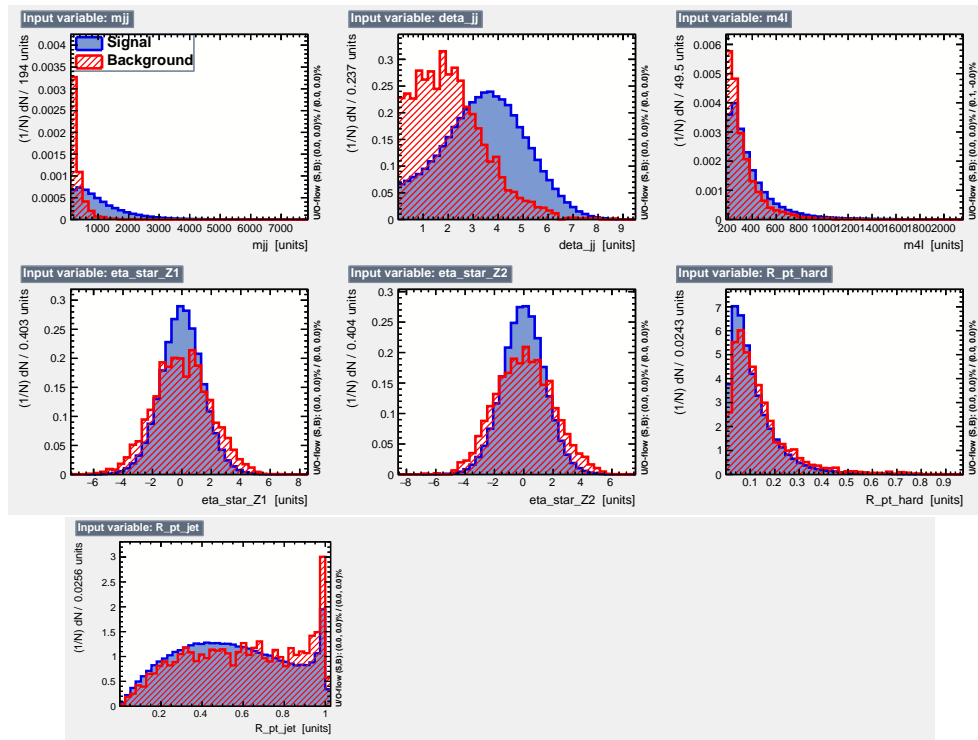 Input variable: mjj
(1/N) dN / 194 units
0.004
0.0035
0.003
0.0025
0.002
0.0015
0.001
0.0005
0
Signal
Background
1000 2000 3000 4000 5000 6000 7000
mjj [units]
U/O-flow (S,B): (0.0, 0.0)% / (0.0, 0.0)%
Input variable: deta_jj
(1/N) dN / 0.237 units
0.3
0.25
0.2
0.15
0.1
0.05
0
1 2 3 4 5 6 7 8 9
deta_jj [units]
U/O-flow (S,B): (0.0, 0.0)% / (0.0, 0.0)%
Input variable: m4l
(1/N) dN / 49.5 units
0.006
0.005
0.004
0.003
0.002
0.001
0
200 400 600 800 1000 1200 1400 1600 1800 2000
m4l [units]
U/O-flow (S,B): (0.0, 0.0)% / (0.1, -0.0)%
Input variable: eta_star_Z1
(1/N) dN / 0.403 units
0.3
0.25
0.2
0.15
0.1
0.05
0
−6 −4 −2 0 2 4 6 8
eta_star_Z1 [units]
U/O-flow (S,B): (0.0, 0.0)% / (0.0, 0.0)%
Input variable: eta_star_Z2
(1/N) dN / 0.404 units
0.3
0.25
0.2
0.15
0.1
0.05
0
−8 −6 −4 −2 0 2 4 6
eta_star_Z2 [units]
U/O-flow (S,B): (0.0, 0.0)% / (0.0, 0.0)%
Input variable: R_pt_hard
(1/N) dN / 0.0243 units
7
6
5
4
3
2
1
0
0.1 0.2 0.3 0.4 0.5 0.6 0.7 0.8 0.9
R_pt_hard [units]
U/O-flow (S,B): (0.0, 0.0)% / (0.0, 0.0)%
Input variable: R_pt_jet
(1/N) dN / 0.0256 units
3
2.5
2
1.5
1
0.5
0
0.2 0.4 0.6 0.8 1
R_pt_jet [units]
U/O-flow (S,B): (0.0, 0.0)% / (0.0, 0.0)%